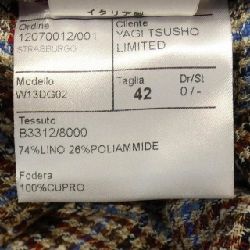 イタリア製
Ordine Cliente
12070012/001 YAGI TSUSHO
STRASBURGO LIMITED
Modello Taglia Dr/St
W13DG02 42 0/-
Tessuto
B3312/8000
74%LINO 26%POLIAMMIDE
Fodera
100%CUPRO